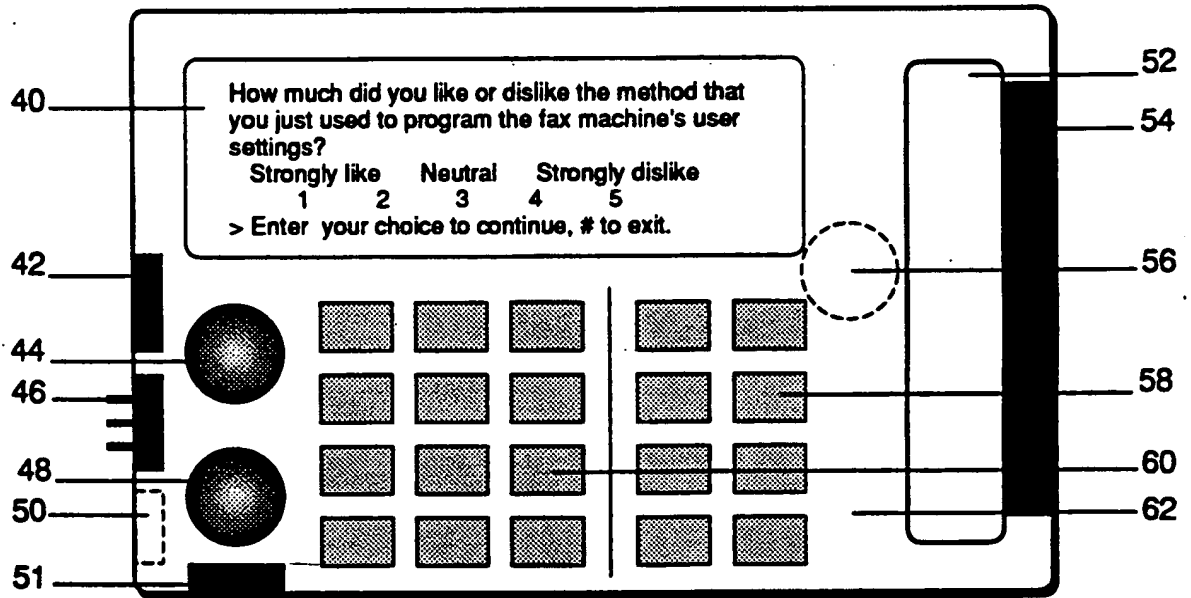 How much did you like or dislike the method that
you just used to program the fax machine's user
settings?
Strongly like Neutral Strongly dislike
1 2 3 4 5
> Enter your choice to continue, # to exit.
40
42
44
46
48
50
51
52
54
56
58
60
62